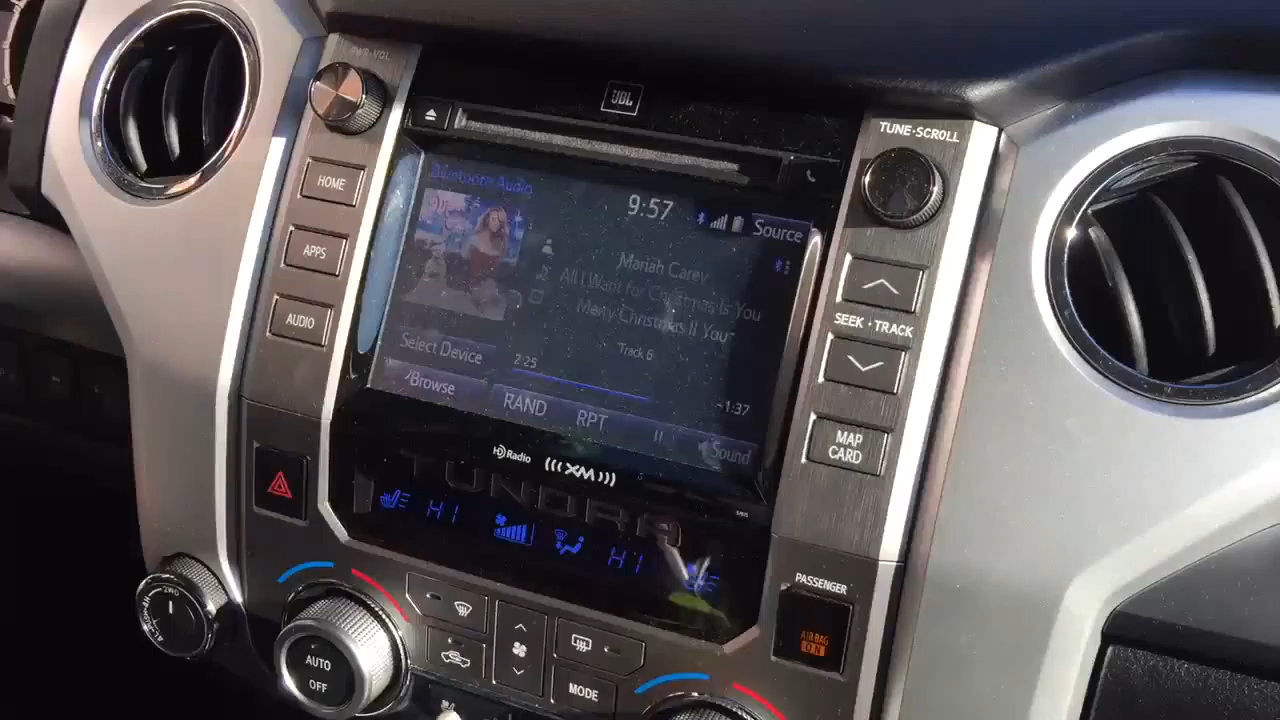 PWR•VOL
JBL
TUNE•SCROLL
HOME
APPS
AUDIO
Bluetooth Audio
9:57
Source
Mariah Carey
All I Want for Christmas Is You
Merry Christmas II You
Track 6
Select Device
Browse
2:25
-1:37
RAND
RPT
Sound
SEEK•TRACK
MAP
CARD
HD Radio
XM
TUNDRA
HI
HI
PASSENGER
AIRBAG
ON
2WD
AUTO
OFF
MODE